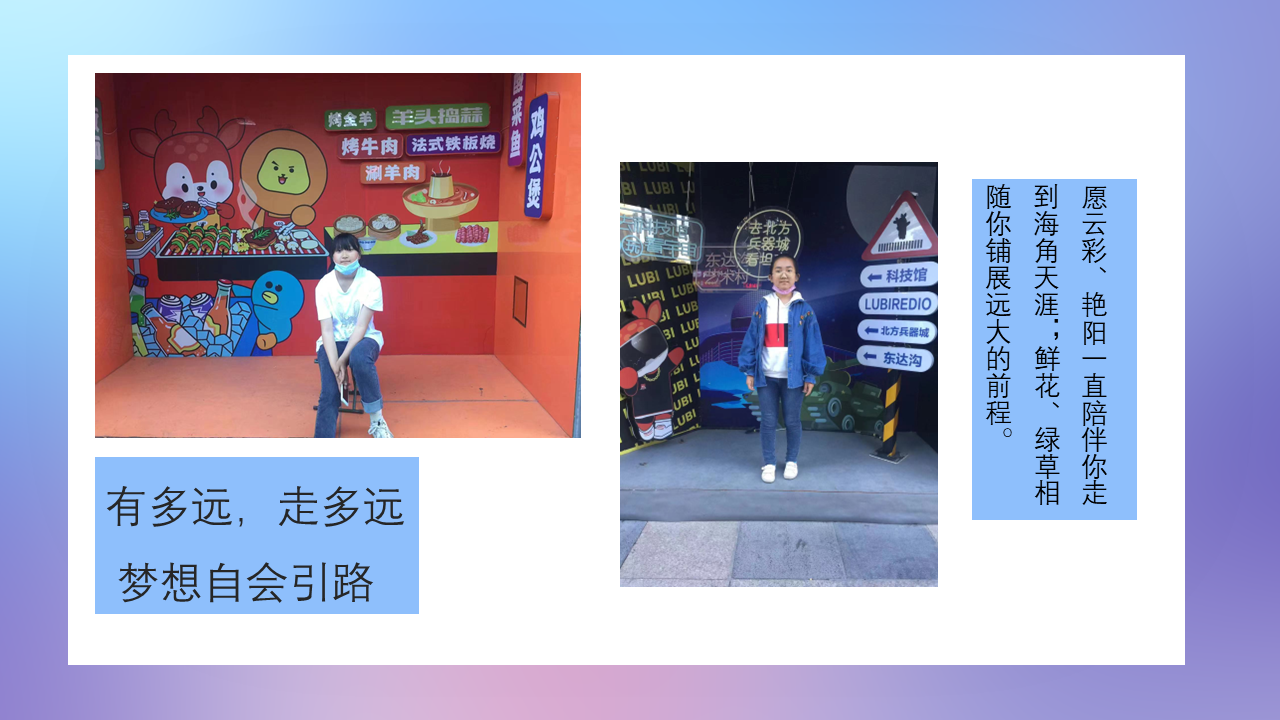 烤全羊
羊头捣蒜
烤牛肉
法式铁板烧
涮羊肉
酸菜鱼
鸡公煲
有多远，走多远
梦想自会引路
LUBI LUBI
LUBI
LUBI
去北方
兵器城
看坦
东达
科技馆
LUBIREDIO
北方兵器城
东达沟
愿云彩、艳阳一直陪伴你走
到海角天涯；鲜花、绿草相
随你铺展远大的前程。